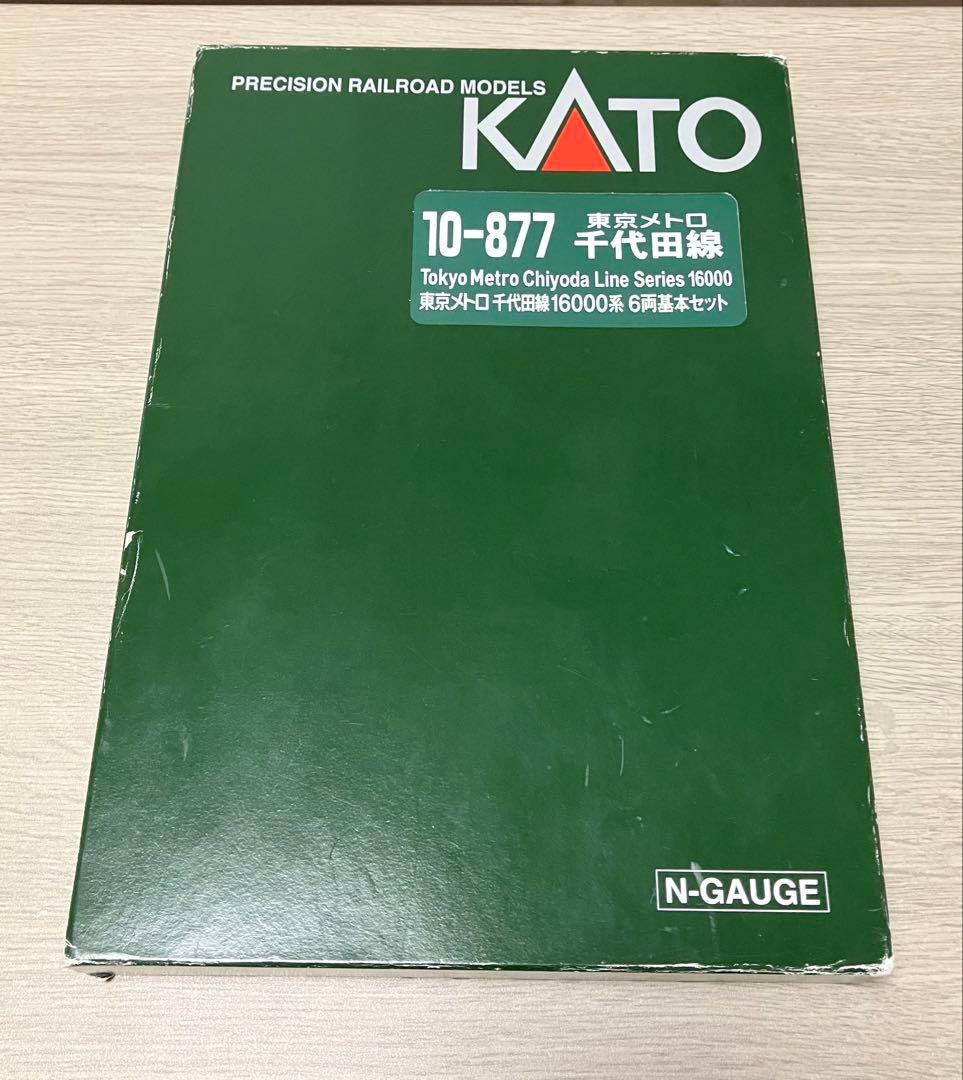 PRECISION RAILROAD MODELS
KATO
10-877 東京メトロ 千代田線
Tokyo Metro Chiyoda Line Series 16000
東京メトロ 千代田線16000系 6両基本セット
N-GAUGE